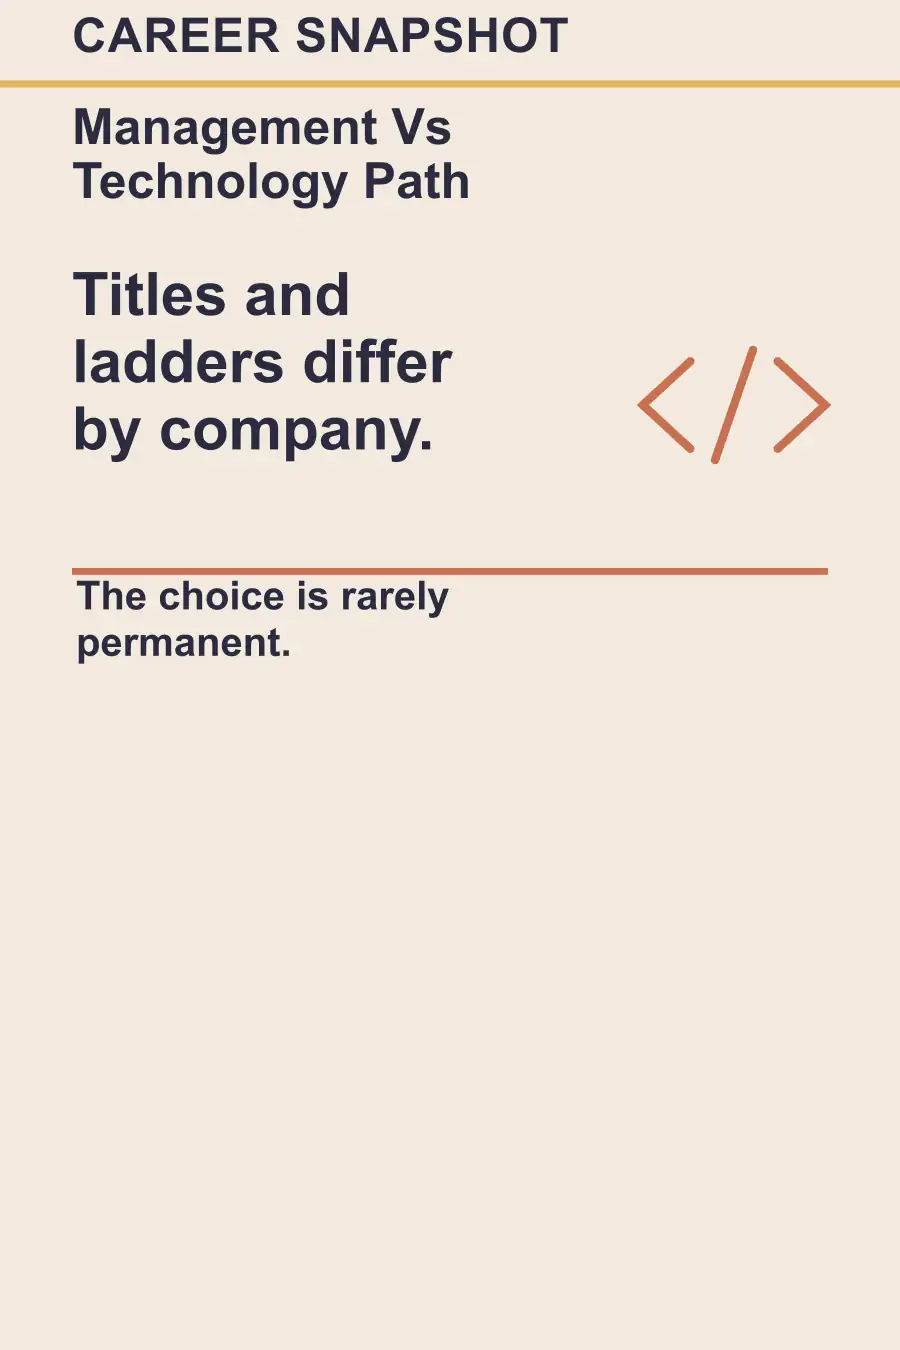 CAREER SNAPSHOT
Management Vs
Technology Path
Titles and
ladders differ
by company.
The choice is rarely
permanent.